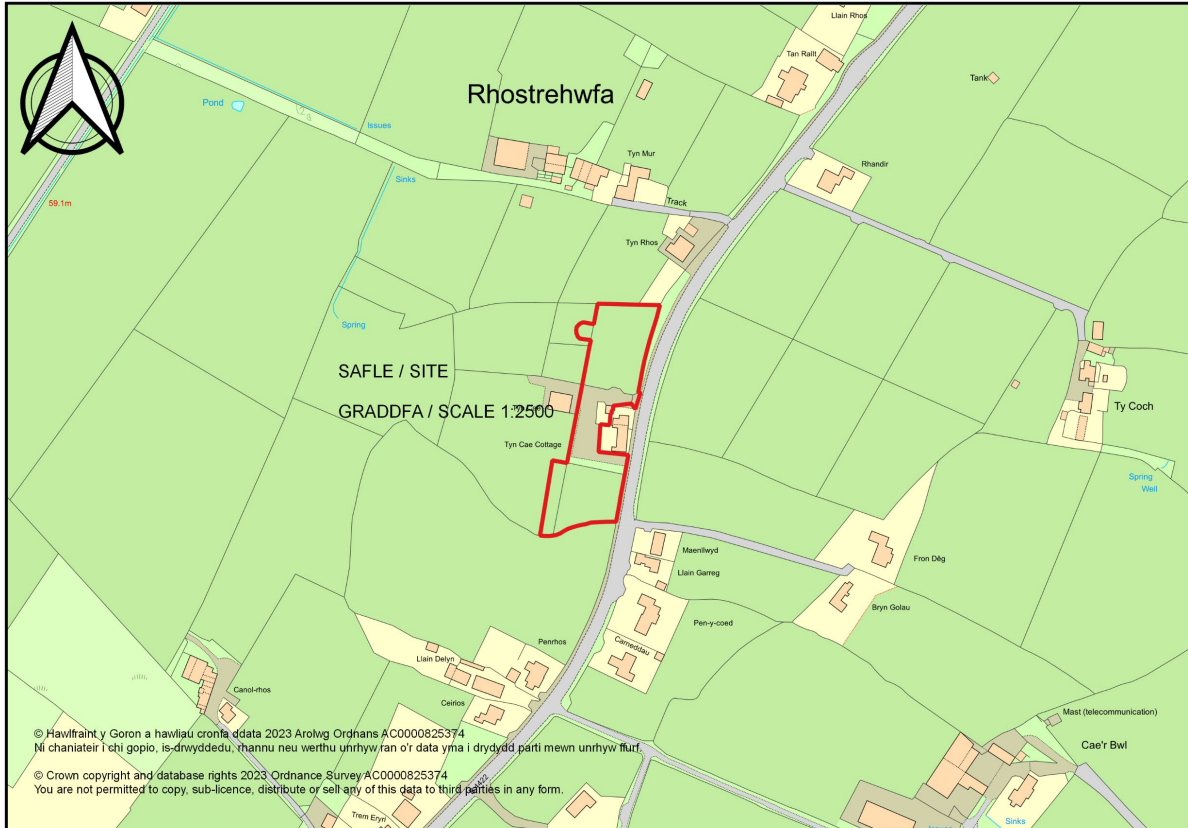 Llain Rhos
Tan Rallt
Tank
Rhostrehwfa
Pond
Issues
Tyn Mur
Rhandir
Sinks
Track
59.1m
Tyn Rhos
Spring
SAFLE / SITE
GRADDFA / SCALE 1:2500
Ty Coch
Tyn Cae Cottage
Spring
Well
Maenllwyd
Fron Dêg
Llain Garreg
Bryn Golau
Pen-y-coed
Penrhos
Carneddau
Llain Delyn
Canol-rhos
Ceirios
Mast (telecommunication)
© Hawlfraint y Goron a hawliau cronfa ddata 2023 Arolwg Ordnans AC0000825374
Ni chaniateir i chi gopio, is-drwyddedu, rhannu neu werthu unrhyw ran o'r data yma i drydydd parti mewn unrhyw ffurf.
Cae'r Bwl
© Crown copyright and database rights 2023 Ordnance Survey AC0000825374
You are not permitted to copy, sub-licence, distribute or sell any of this data to third parties in any form.
Trem Eryri
Sinks